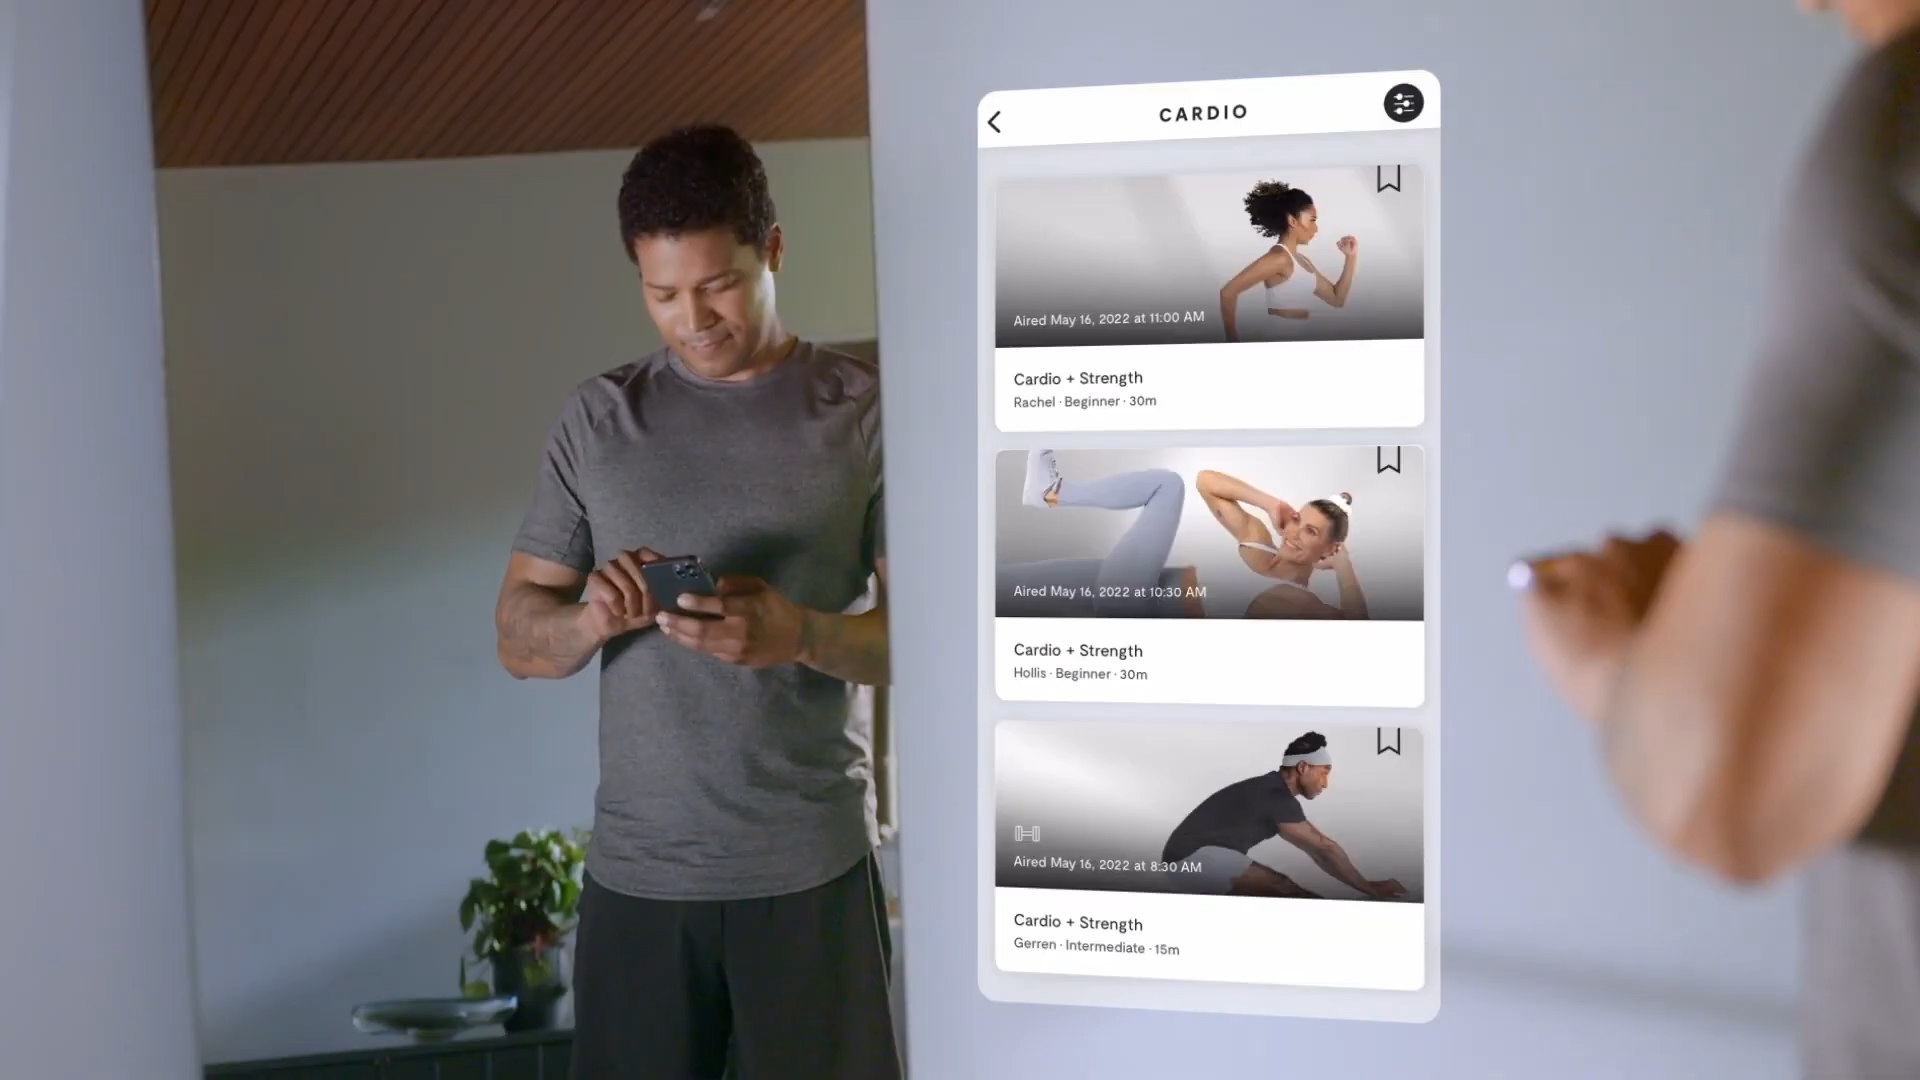 CARDIO
Aired May 16, 2022 at 11:00 AM
Cardio + Strength
Rachel · Beginner · 30m
Aired May 16, 2022 at 10:30 AM
Cardio + Strength
Hollis · Beginner · 30m
Aired May 16, 2022 at 8:30 AM
Cardio + Strength
Gerren · Intermediate · 15m